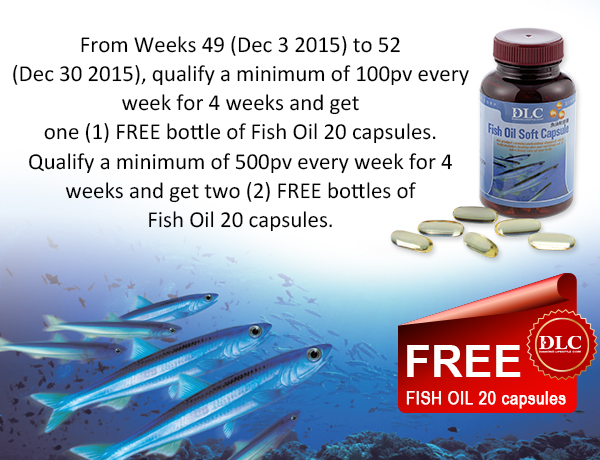 From Weeks 49 (Dec 3 2015) to 52
(Dec 30 2015), qualify a minimum of 100pv every
week for 4 weeks and get
one (1) FREE bottle of Fish Oil 20 capsules.
Qualify a minimum of 500pv every week for 4
weeks and get two (2) FREE bottles of
Fish Oil 20 capsules.
DLC
Fish Oil Soft Capsule
DLC
FREE
FISH OIL 20 capsules